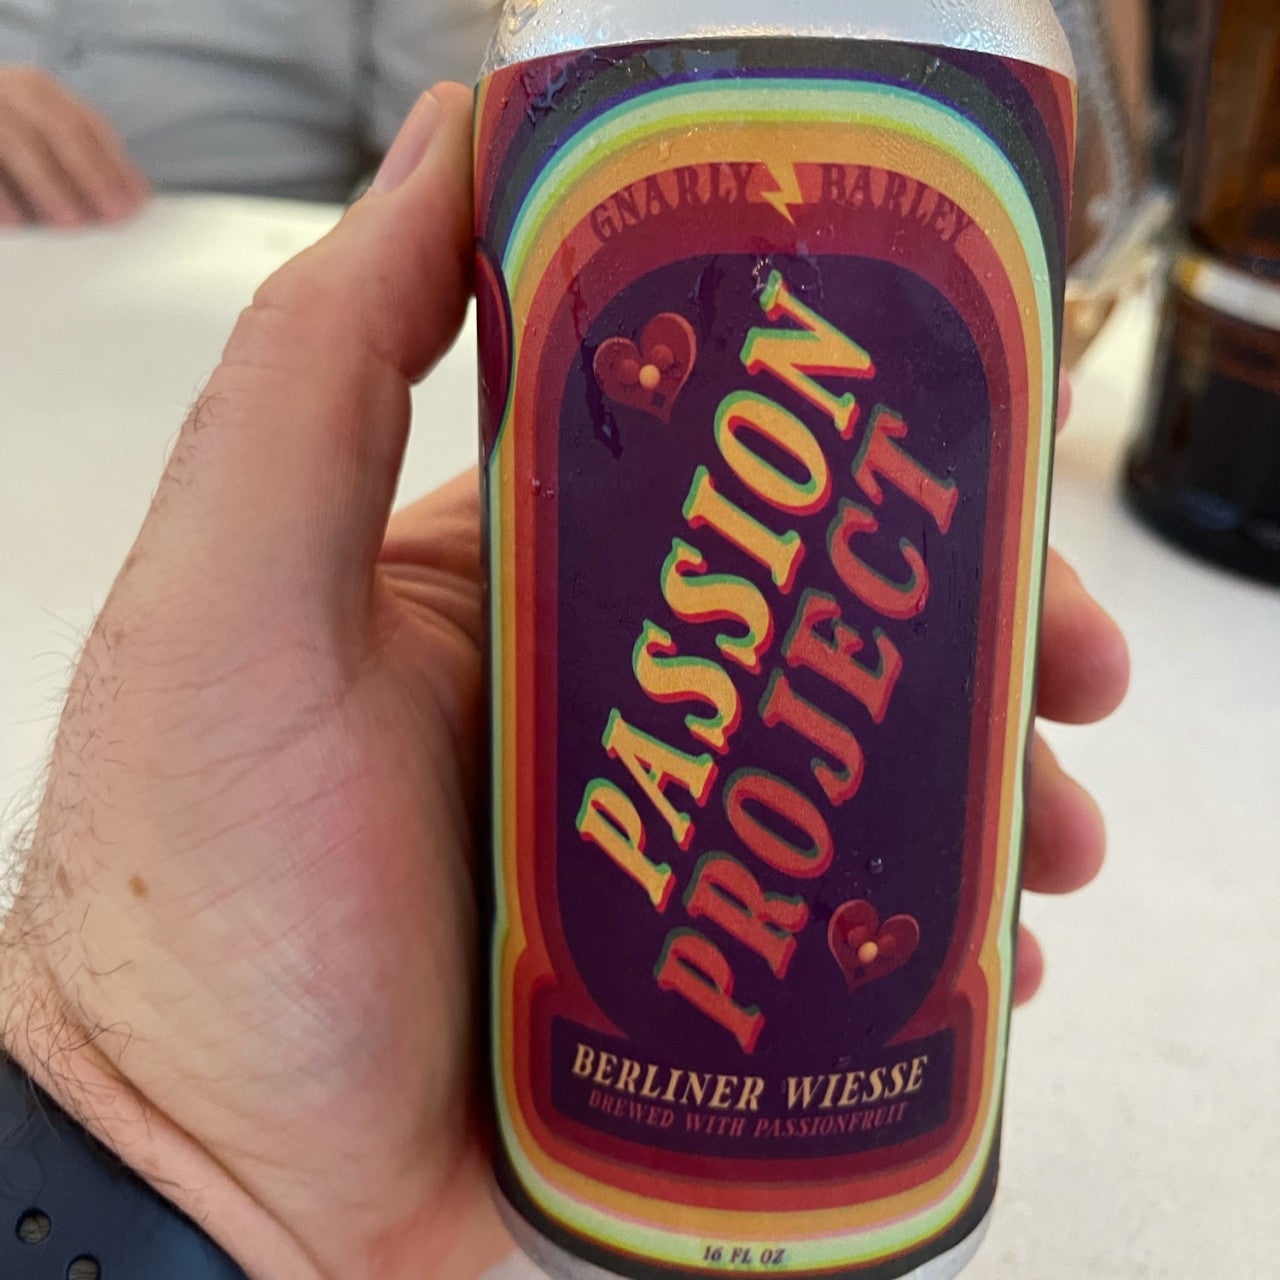 GNARLY BARLEY
PASSION
PROJECT
BERLINER WIESSE
BREWED WITH PASSIONFRUIT
16 FL OZ